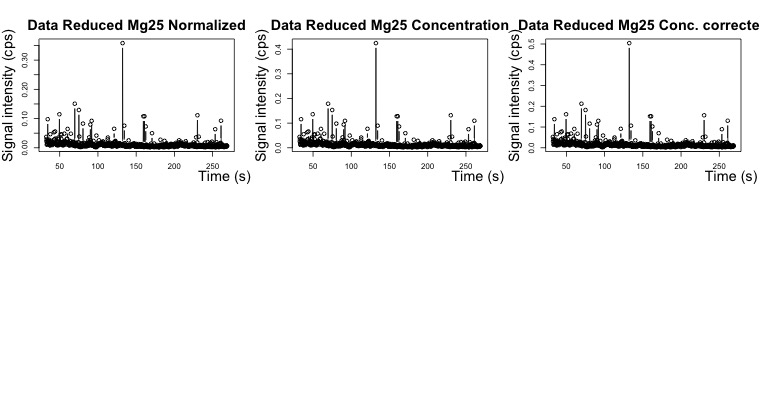 Data Reduced Mg25 Normalized
Signal intensity (cps)
0.00 0.10 0.20 0.30
50 100 150 200 250
Time (s)
Data Reduced Mg25 Concentration
Signal intensity (cps)
0.0 0.1 0.2 0.3 0.4
50 100 150 200 250
Time (s)
Data Reduced Mg25 Conc. correcte
Signal intensity (cps)
0.0 0.1 0.2 0.3 0.4 0.5
50 100 150 200 250
Time (s)